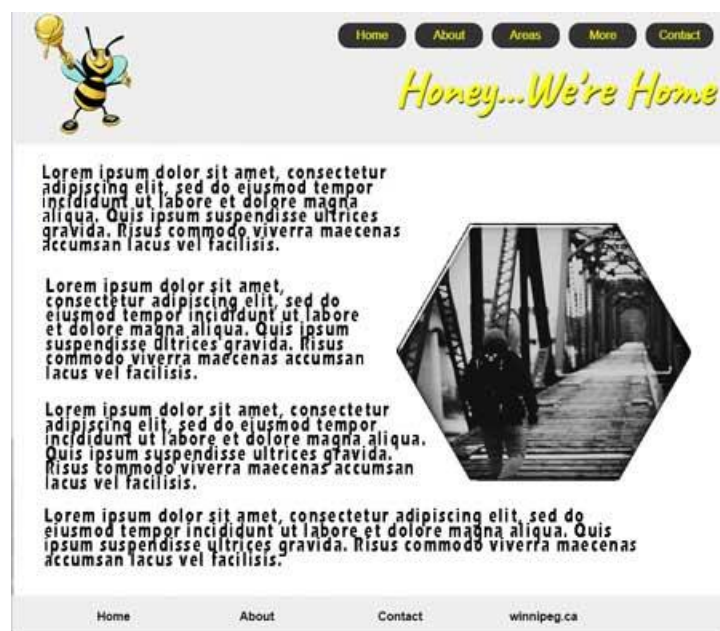 Home About Areas More Contact
Honey...We're Home
Lorem ipsum dolor sit amet, consectetur
adipiscing elit, sed do eiusmod tempor
incididunt ut labore et dolore magna
aliqua. Quis ipsum suspendisse ultrices
gravida. Risus commodo viverra maecenas
accumsan lacus vel facilisis.
Lorem ipsum dolor sit amet,
consectetur adipiscing elit, sed do
eiusmod tempor incididunt ut labore
et dolore magna aliqua. Quis ipsum
suspendisse ultrices gravida. Risus
commodo viverra maecenas accumsan
lacus vel facilisis.
Lorem ipsum dolor sit amet, consectetur
adipiscing elit, sed do eiusmod tempor
incididunt ut labore et dolore magna aliqua.
Quis ipsum suspendisse ultrices gravida.
Risus commodo viverra maecenas accumsan
lacus vel facilisis.
Lorem ipsum dolor sit amet, consectetur adipiscing elit, sed do
eiusmod tempor incididunt ut labore et dolore magna aliqua. Quis
ipsum suspendisse ultrices gravida. Risus commodo viverra maecenas
accumsan lacus vel facilisis.
Home About Contact winnipeg.ca